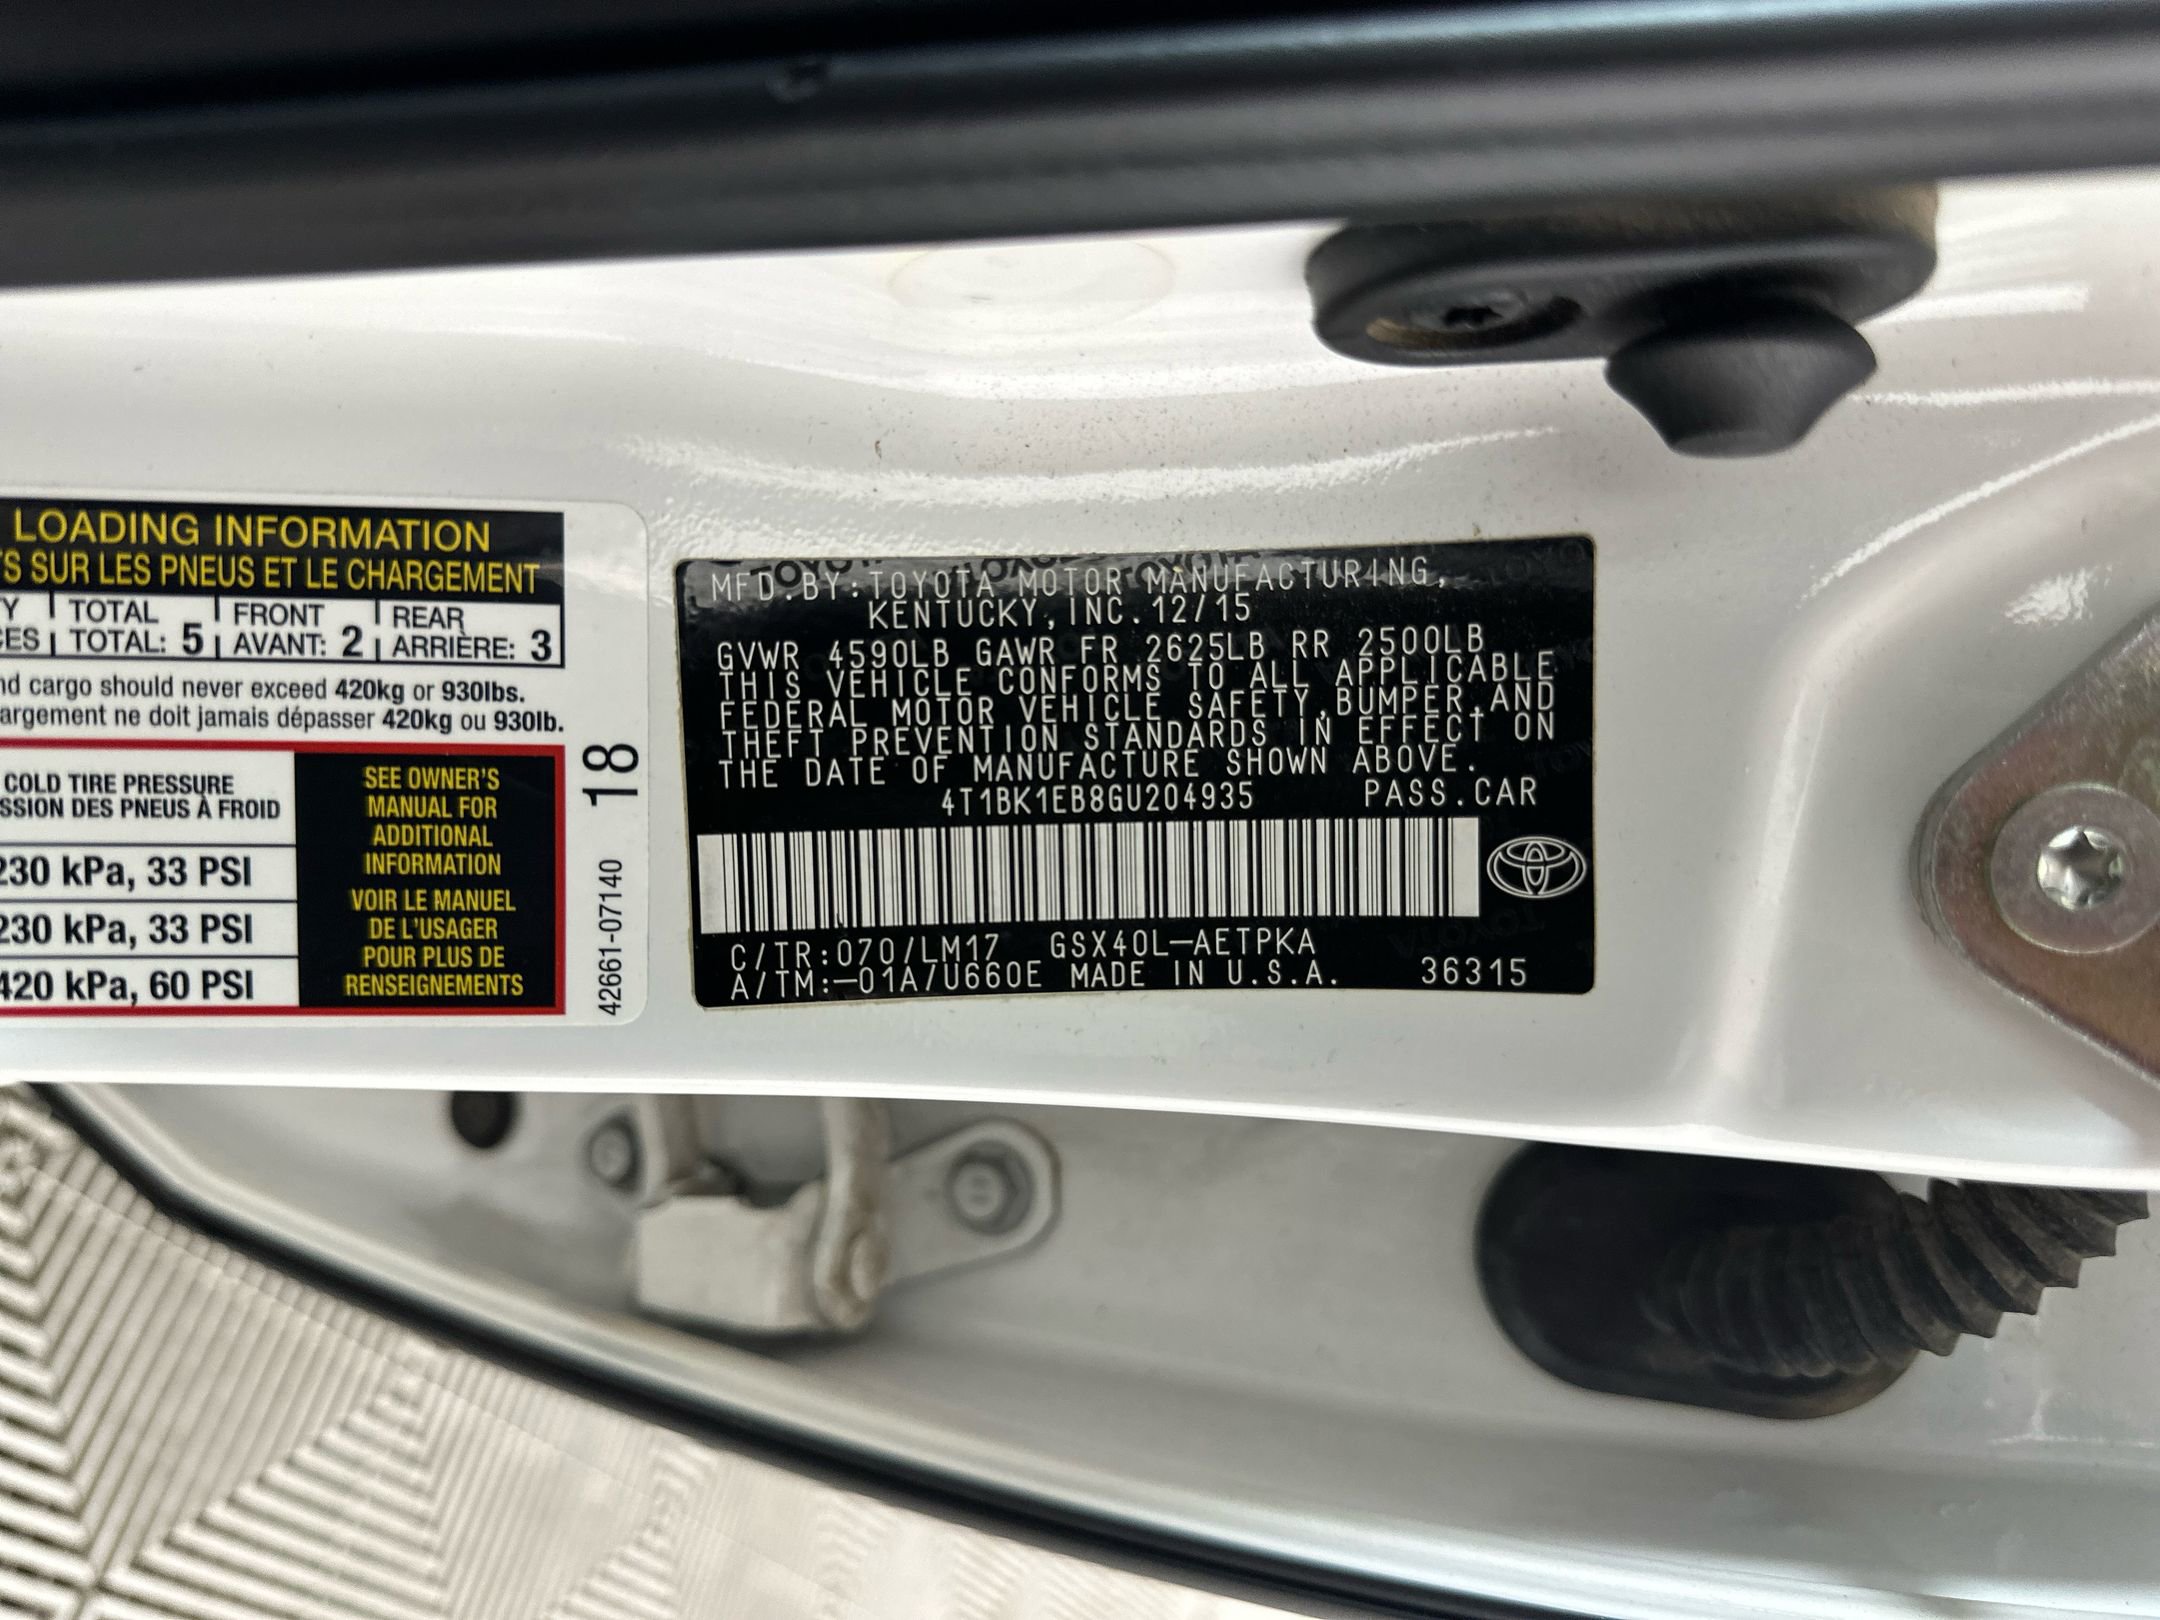 LOADING INFORMATION
TS SUR LES PNEUS ET LE CHARGEMENT
TOTAL FRONT REAR
TOTAL: 5 AVANT: 2 ARRIÈRE: 3
nd cargo should never exceed 420kg or 930lbs.
argement ne doit jamais dépasser 420kg ou 930lb.
COLD TIRE PRESSURE
SSION DES PNEUS À FROID
230 kPa, 33 PSI
230 kPa, 33 PSI
420 kPa, 60 PSI
SEE OWNER'S
MANUAL FOR
ADDITIONAL
INFORMATION
VOIR LE MANUEL
DE L'USAGER
POUR PLUS DE
RENSEIGNEMENTS
42661-07140 18
MFD.BY:TOYOTA MOTOR MANUFACTURING,
KENTUCKY,INC.12/15
GVWR 4590LB GAWR FR 2625LB RR 2500LB
THIS VEHICLE CONFORMS TO ALL APPLICABLE
FEDERAL MOTOR VEHICLE SAFETY,BUMPER,AND
THEFT PREVENTION STANDARDS IN EFFECT ON
THE DATE OF MANUFACTURE SHOWN ABOVE.
4T1BK1EB8GU204935 PASS.CAR
C/TR:070/LM17 GSX40L-AETPKA
A/TM:-01A/U660E MADE IN U.S.A. 36315